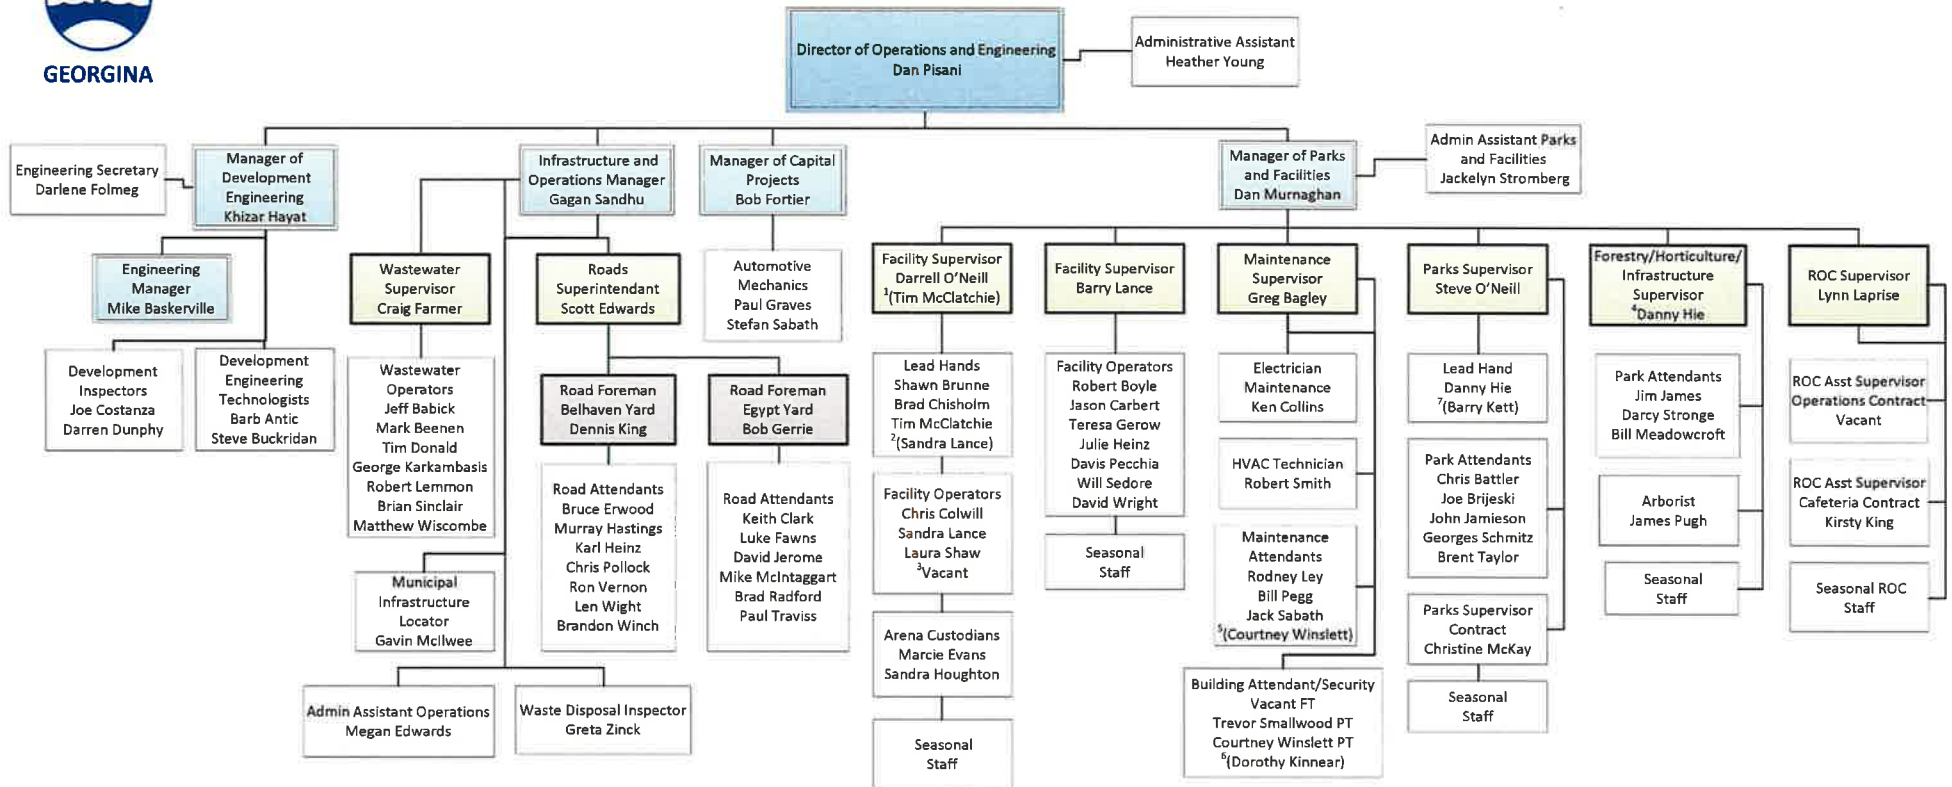 GEORGINA
Director of Operations and Engineering
Dan Pisani
Administrative Assistant
Heather Young
Engineering Secretary
Darlene Folmeg
Manager of
Development
Engineering
Khizar Hayat
Infrastructure and
Operations Manager
Gagan Sandhu
Manager of Capital
Projects
Bob Fortier
Manager of Parks
and Facilities
Dan Murnaghan
Admin Assistant Parks
and Facilities
Jackelyn Stromberg
Engineering
Manager
Mike Baskerville
Wastewater
Supervisor
Craig Farmer
Roads
Superintendant
Scott Edwards
Automotive
Mechanics
Paul Graves
Stefan Sabath
Facility Supervisor
Darrell O'Neill
1(Tim McClatchie)
Facility Supervisor
Barry Lance
Maintenance
Supervisor
Greg Bagley
Parks Supervisor
Steve O'Neill
Forestry/Horticulture/
Infrastructure
Supervisor
4Danny Hie
ROC Supervisor
Lynn Laprise
Development
Inspectors
Joe Costanza
Darren Dunphy
Development
Engineering
Technologists
Barb Antic
Steve Buckridan
Wastewater
Operators
Jeff Babick
Mark Beenen
Tim Donald
George Karkambasis
Robert Lemmon
Brian Sinclair
Matthew Wiscombe
Road Foreman
Belhaven Yard
Dennis King
Road Foreman
Egypt Yard
Bob Gerrie
Lead Hands
Shawn Brunne
Brad Chisholm
Tim McClatchie
2(Sandra Lance)
Facility Operators
Robert Boyle
Jason Carbert
Teresa Gerow
Julie Heinz
Davis Pecchia
Will Sedore
David Wright
Electrician
Maintenance
Ken Collins
Lead Hand
Danny Hie
7(Barry Kett)
Park Attendants
Jim James
Darcy Stronge
Bill Meadowcroft
ROC Asst Supervisor
Operations Contract
Vacant
Road Attendants
Bruce Erwood
Murray Hastings
Karl Heinz
Chris Pollock
Ron Vernon
Len Wight
Brandon Winch
Road Attendants
Keith Clark
Luke Fawns
David Jerome
Mike McIntaggart
Brad Radford
Paul Traviss
Facility Operators
Chris Colwill
Sandra Lance
Laura Shaw
3Vacant
Seasonal
Staff
HVAC Technician
Robert Smith
Park Attendants
Chris Battler
Joe Brijeski
John Jamieson
Georges Schmitz
Brent Taylor
Arborist
James Pugh
ROC Asst Supervisor
Cafeteria Contract
Kirsty King
Municipal
Infrastructure
Locator
Gavin McIlwee
Maintenance
Attendants
Rodney Ley
Bill Pegg
Jack Sabath
5(Courtney Winslett)
Seasonal
Staff
Seasonal ROC
Staff
Arena Custodians
Marcie Evans
Sandra Houghton
Parks Supervisor
Contract
Christine McKay
Admin Assistant Operations
Megan Edwards
Waste Disposal Inspector
Greta Zinck
Building Attendant/Security
Vacant FT
Trevor Smallwood PT
Courtney Winslett PT
6(Dorothy Kinnear)
Seasonal
Staff
Seasonal
Staff